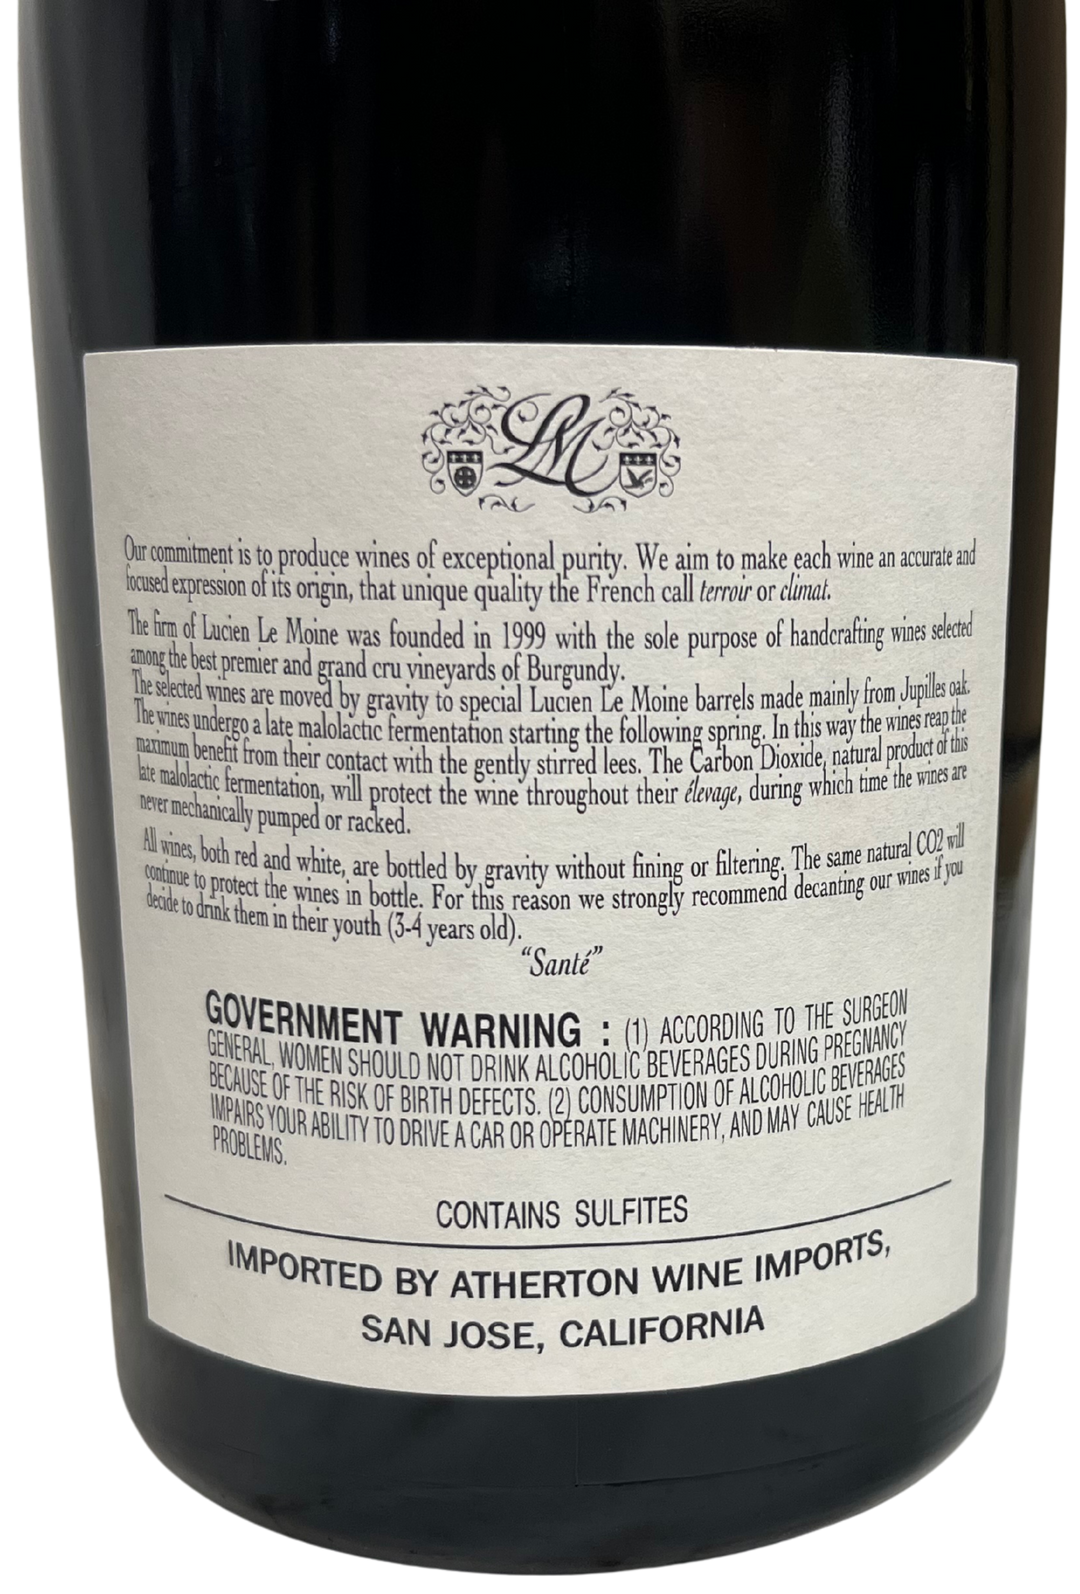 LM
Our commitment is to produce wines of exceptional purity. We aim to make each wine an accurate and
focused expression of its origin, that unique quality the French call terroir or climat.
The firm of Lucien Le Moine was founded in 1999 with the sole purpose of handcrafting wines selected
among the best premier and grand cru vineyards of Burgundy.
The selected wines are moved by gravity to special Lucien Le Moine barrels made mainly from Jupilles oak.
The wines undergo a late malolactic fermentation starting the following spring. In this way the wines reap the
maximum benefit from their contact with the gently stirred lees. The Carbon Dioxide, natural product of this
late malolactic fermentation, will protect the wine throughout their élevage, during which time the wines are
never mechanically pumped or racked.
All wines, both red and white, are bottled by gravity without fining or filtering. The same natural CO2 will
continue to protect the wines in bottle. For this reason we strongly recommend decanting our wines if you
decide to drink them in their youth (3-4 years old).
“Santé”
GOVERNMENT WARNING : (1) ACCORDING TO THE SURGEON
GENERAL, WOMEN SHOULD NOT DRINK ALCOHOLIC BEVERAGES DURING PREGNANCY
BECAUSE OF THE RISK OF BIRTH DEFECTS. (2) CONSUMPTION OF ALCOHOLIC BEVERAGES
IMPAIRS YOUR ABILITY TO DRIVE A CAR OR OPERATE MACHINERY, AND MAY CAUSE HEALTH
PROBLEMS.
CONTAINS SULFITES
IMPORTED BY ATHERTON WINE IMPORTS,
SAN JOSE, CALIFORNIA